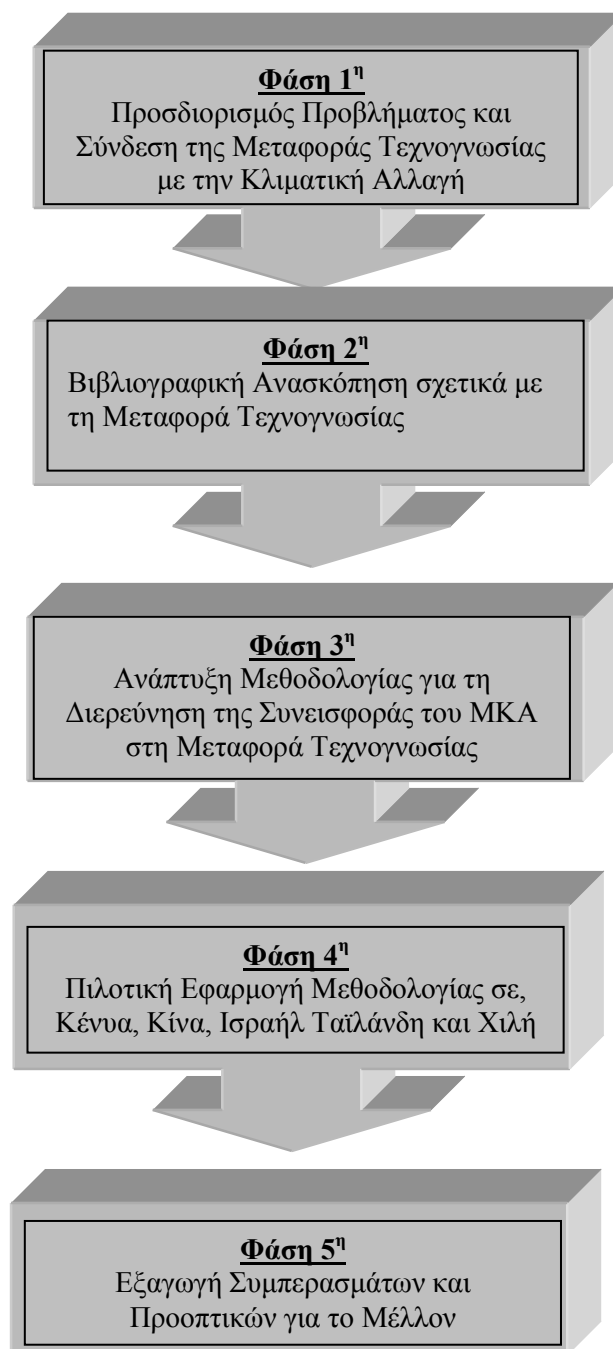 Φάση 1η
Προσδιορισμός Προβλήματος και
Σύνδεση της Μεταφοράς Τεχνογνωσίας
με την Κλιματική Αλλαγή
Φάση 2η
Βιβλιογραφική Ανασκόπηση σχετικά με
τη Μεταφορά Τεχνογνωσίας
Φάση 3η
Ανάπτυξη Μεθοδολογίας για τη
Διερεύνηση της Συνεισφοράς του ΜΚΑ
στη Μεταφορά Τεχνογνωσίας
Φάση 4η
Πιλοτική Εφαρμογή Μεθοδολογίας σε,
Κένυα, Κίνα, Ισραήλ Ταϊλάνδη και Χιλή
Φάση 5η
Εξαγωγή Συμπερασμάτων και
Προοπτικών για το Μέλλον